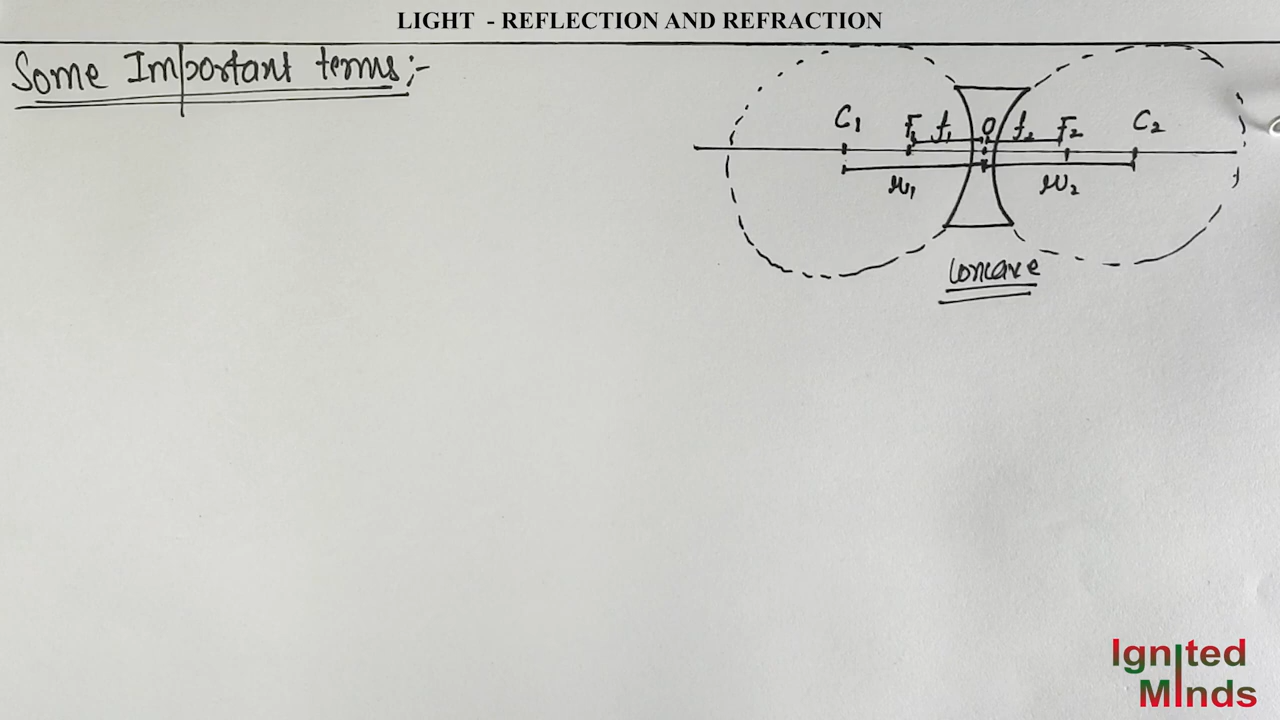 LIGHT - REFLECTION AND REFRACTION
Some Important terms:-
C₁ F₁ f₁ O f₂ F₂ C₂
r₁ r₂
Concave
Ignited
Minds